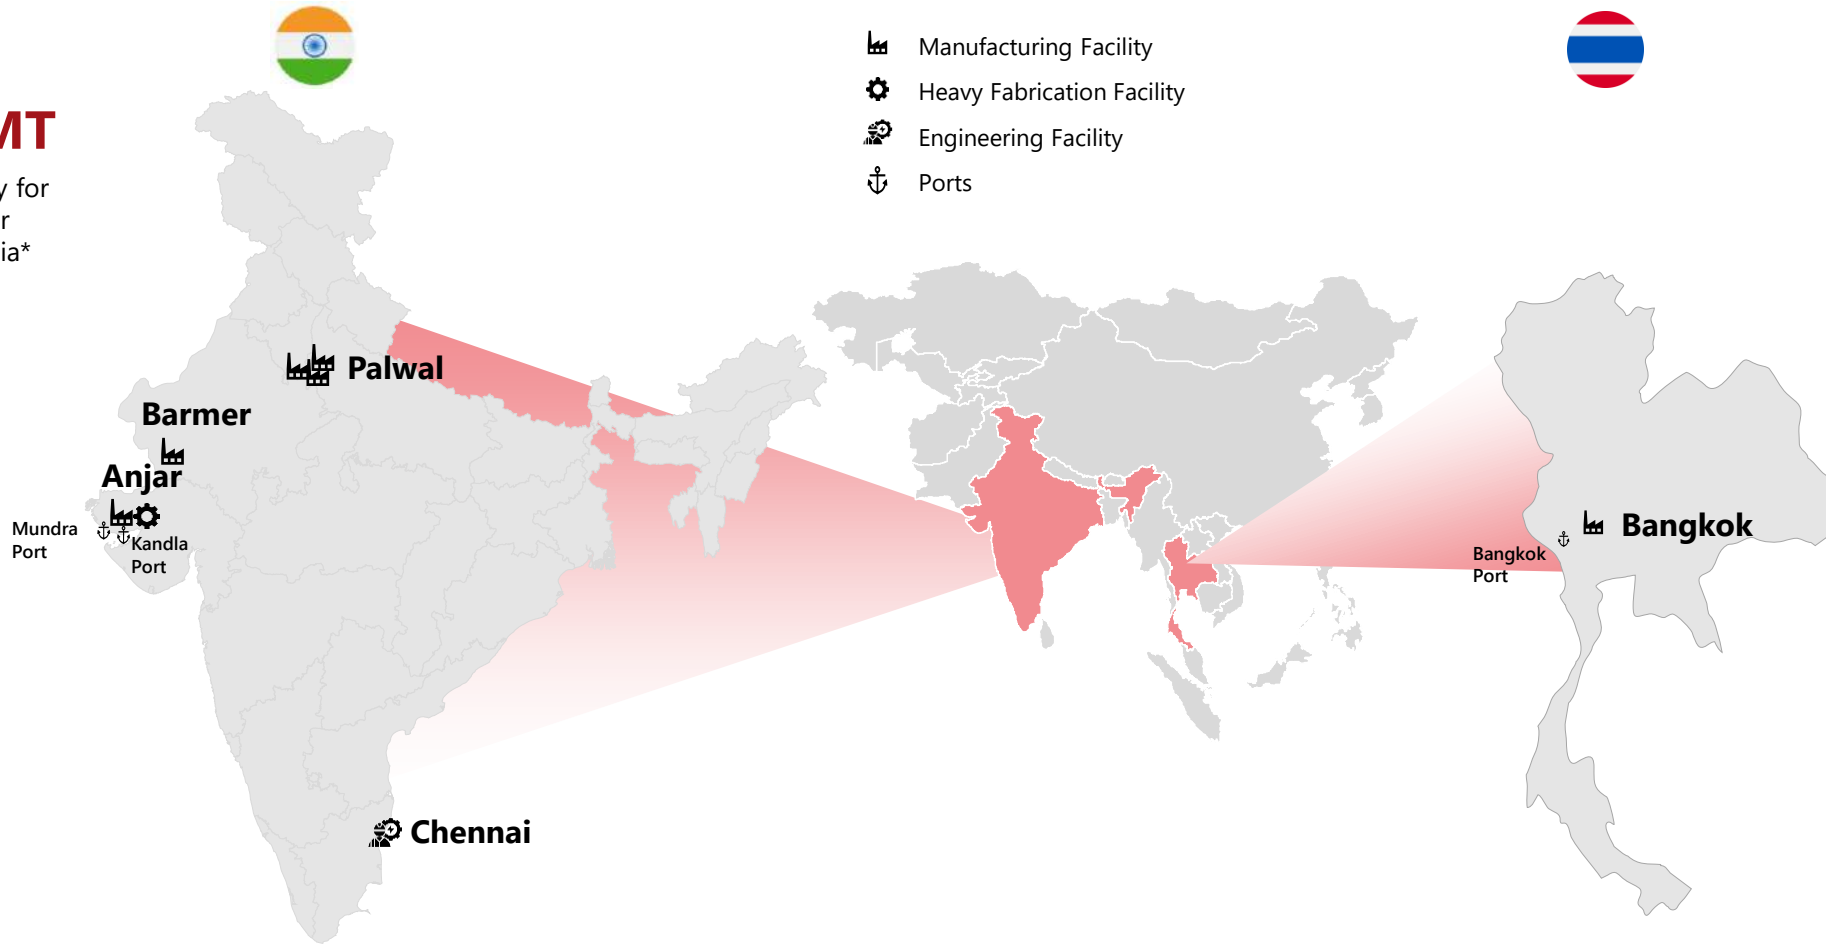 MT
y for
r
ia*
Manufacturing Facility
Heavy Fabrication Facility
Engineering Facility
Ports
Palwal
Barmer
Anjar
Mundra
Port
Kandla
Port
Chennai
Bangkok
Bangkok
Port